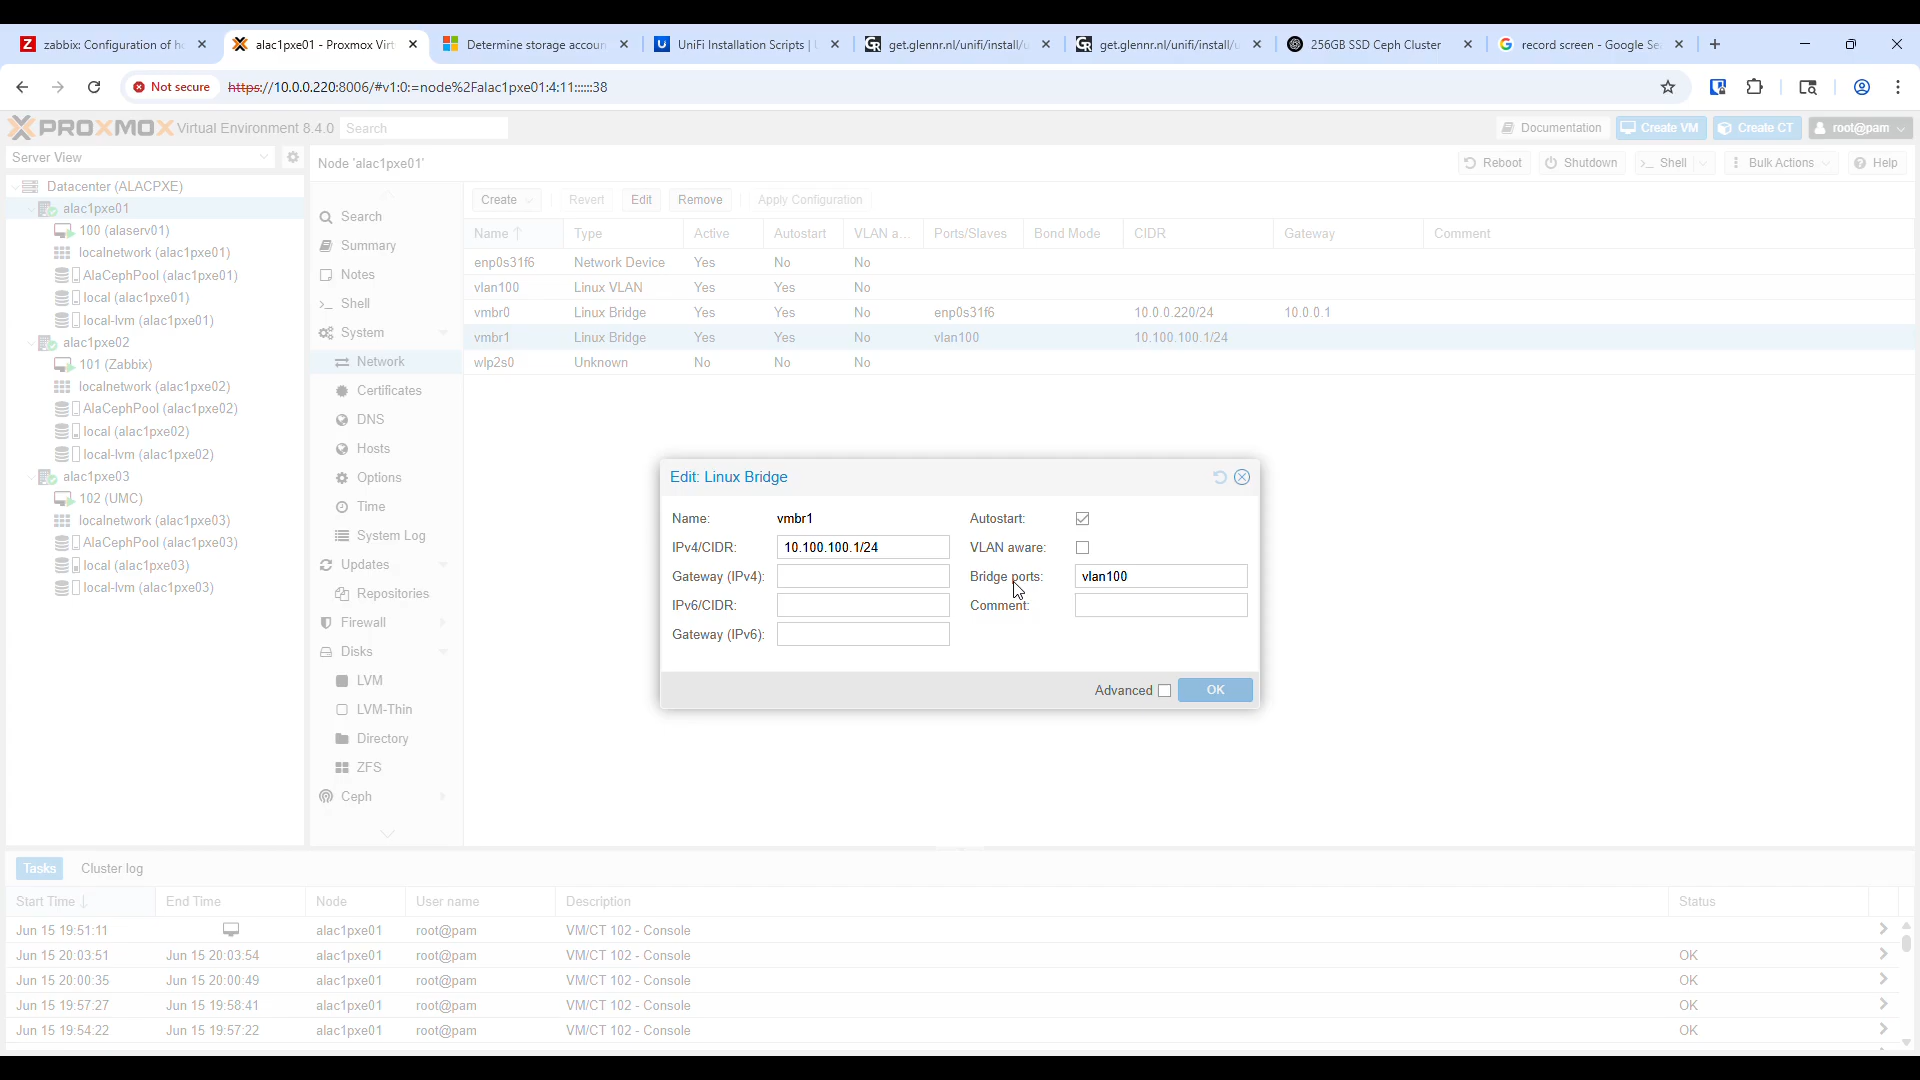 zabbix: Configuration of h
alac1pxe01 - Proxmox Virt
Determine storage accoun
UniFi Installation Scripts |
get.glennr.nl/unifi/install/
get.glennr.nl/unifi/install/
256GB SSD Ceph Cluster
record screen - Google Se
Not secure
https://10.0.0.220:8006/#v1:0:=node%2Falac1pxe01:4:11::::::38
PROXMOX Virtual Environment 8.4.0
Search
Documentation
Create VM
Create CT
root@pam
Server View
Node 'alac1pxe01'
Reboot
Shutdown
Shell
Bulk Actions
Help
Datacenter (ALACPXE)
alac1pxe01
100 (alaserv01)
localnetwork (alac1pxe01)
AlaCephPool (alac1pxe01)
local (alac1pxe01)
local-lvm (alac1pxe01)
alac1pxe02
101 (Zabbix)
localnetwork (alac1pxe02)
AlaCephPool (alac1pxe02)
local (alac1pxe02)
local-lvm (alac1pxe02)
alac1pxe03
102 (UMC)
localnetwork (alac1pxe03)
AlaCephPool (alac1pxe03)
local (alac1pxe03)
local-lvm (alac1pxe03)
Search
Summary
Notes
Shell
System
Network
Certificates
DNS
Hosts
Options
Time
System Log
Updates
Repositories
Firewall
Disks
LVM
LVM-Thin
Directory
ZFS
Ceph
Create
Revert
Edit
Remove
Apply Configuration
Name Type Active Autostart VLAN a... Ports/Slaves Bond Mode CIDR Gateway Comment
enp0s31f6 Network Device Yes No No
vlan100 Linux VLAN Yes Yes No
vmbr0 Linux Bridge Yes Yes No enp0s31f6 10.0.0.220/24 10.0.0.1
vmbr1 Linux Bridge Yes Yes No vlan100 10.100.100.1/24
wlp2s0 Unknown No No No
Edit: Linux Bridge
Name: vmbr1 Autostart:
IPv4/CIDR: 10.100.100.1/24 VLAN aware:
Gateway (IPv4): Bridge ports: vlan100
IPv6/CIDR: Comment:
Gateway (IPv6):
Advanced OK
Tasks Cluster log
Start Time End Time Node User name Description Status
Jun 15 19:51:11 alac1pxe01 root@pam VM/CT 102 - Console
Jun 15 20:03:51 Jun 15 20:03:54 alac1pxe01 root@pam VM/CT 102 - Console OK
Jun 15 20:00:35 Jun 15 20:00:49 alac1pxe01 root@pam VM/CT 102 - Console OK
Jun 15 19:57:27 Jun 15 19:58:41 alac1pxe01 root@pam VM/CT 102 - Console OK
Jun 15 19:54:22 Jun 15 19:57:22 alac1pxe01 root@pam VM/CT 102 - Console OK